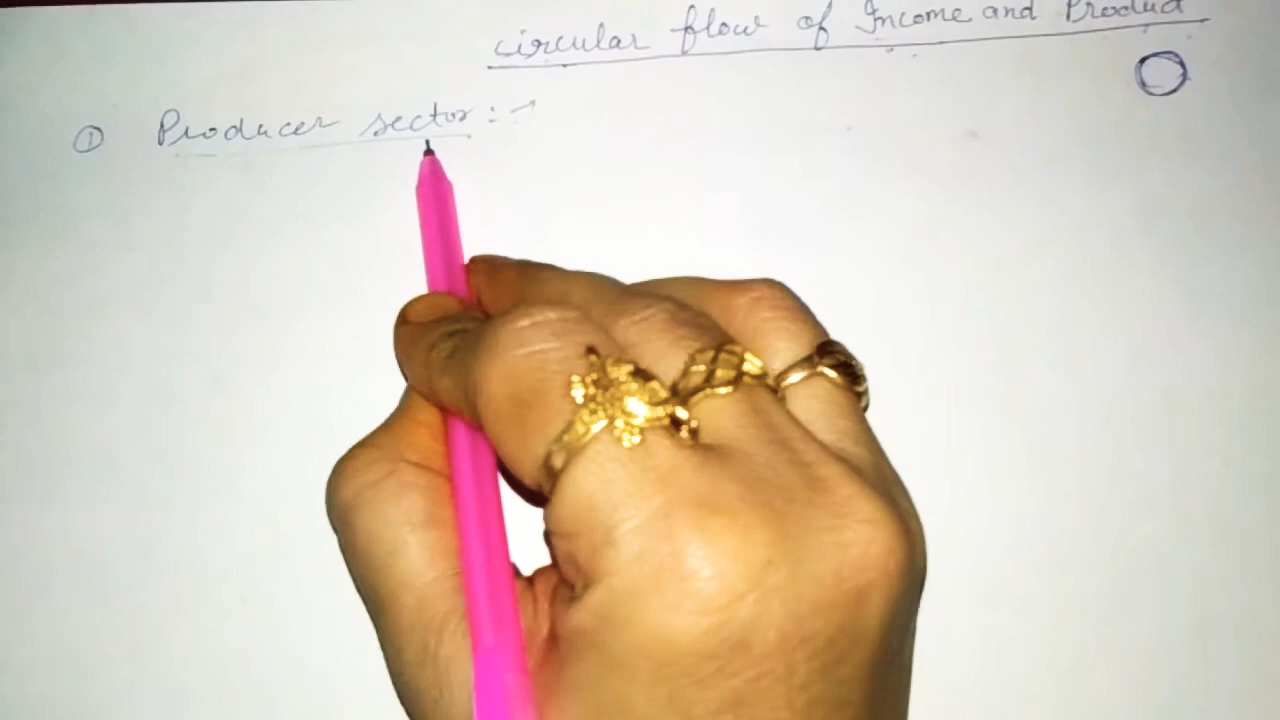 circular flow of Income and Product
① Producer sector :-